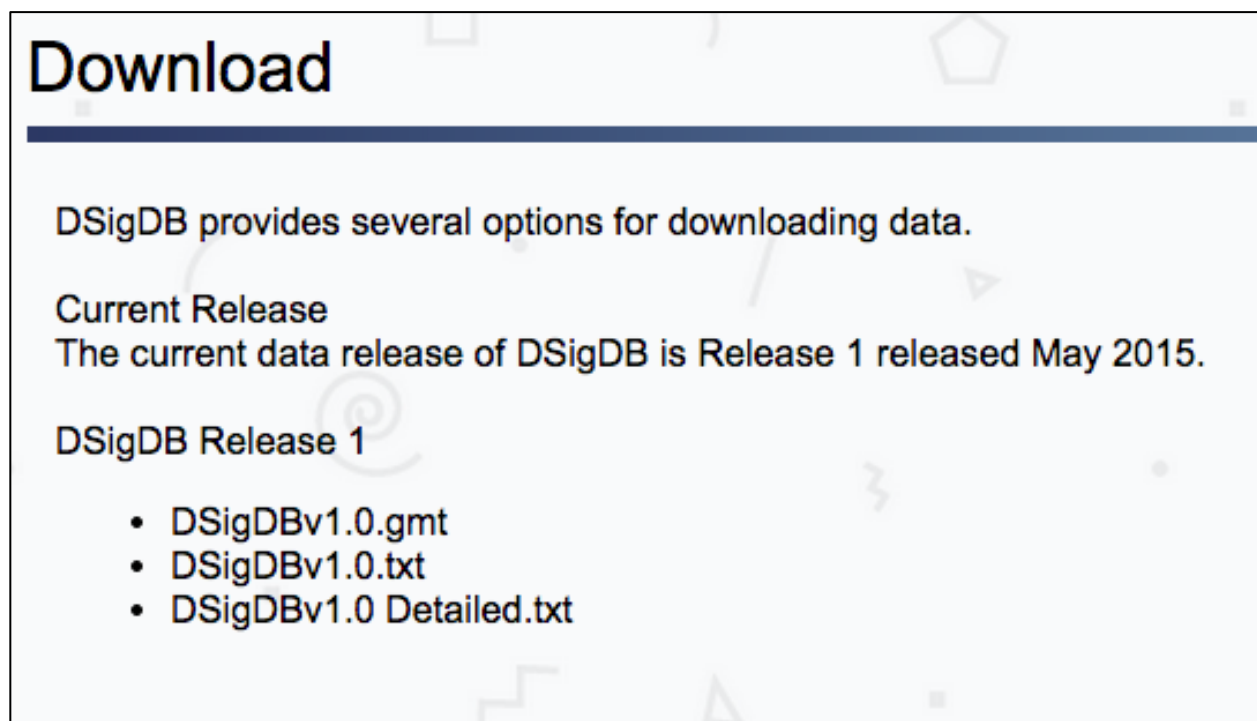 Download
DSigDB provides several options for downloading data.
Current Release
The current data release of DSigDB is Release 1 released May 2015.
DSigDB Release 1
• DSigDBv1.0.gmt
• DSigDBv1.0.txt
• DSigDBv1.0 Detailed.txt